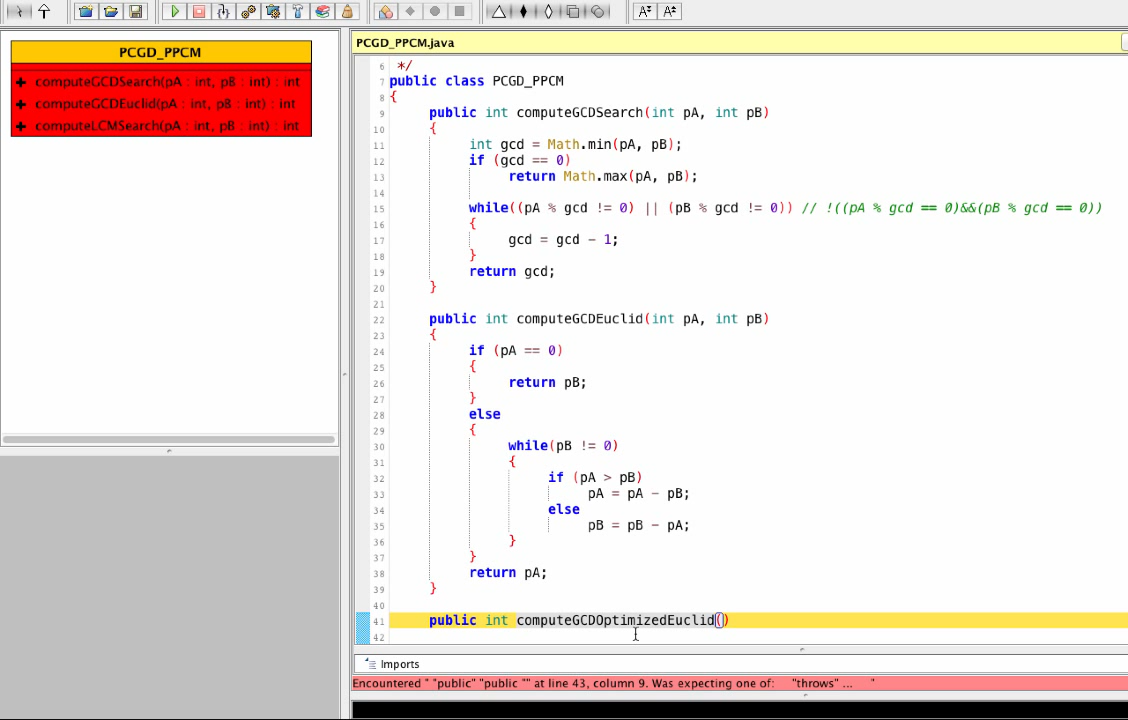 PCGD_PPCM
+ computeGCDSearch(pA : int, pB : int) : int
+ computeGCDEuclid(pA : int, pB : int) : int
+ computeLCMSearch(pA : int, pB : int) : int
PCGD_PPCM.java
6 */
7 public class PCGD_PPCM
8 {
9 public int computeGCDSearch(int pA, int pB)
10 {
11 int gcd = Math.min(pA, pB);
12 if (gcd == 0)
13 return Math.max(pA, pB);
14
15 while((pA % gcd != 0) || (pB % gcd != 0)) // !((pA % gcd == 0)&&(pB % gcd == 0))
16 {
17 gcd = gcd - 1;
18 }
19 return gcd;
20 }
21
22 public int computeGCDEuclid(int pA, int pB)
23 {
24 if (pA == 0)
25 {
26 return pB;
27 }
28 else
29 {
30 while(pB != 0)
31 {
32 if (pA > pB)
33 pA = pA - pB;
34 else
35 pB = pB - pA;
36 }
37 }
38 return pA;
39 }
40
41 public int computeGCDOptimizedEuclid()
42
Imports
Encountered " "public" "public "" at line 43, column 9. Was expecting one of: "throws" ... "